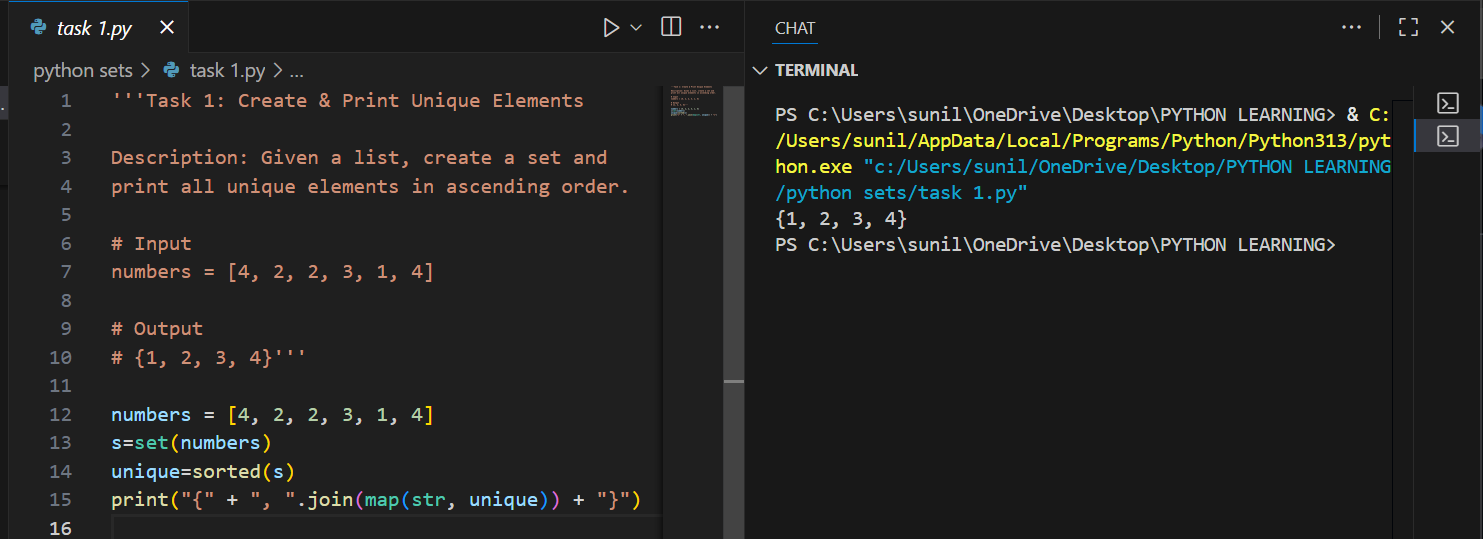 task 1.py
python sets > task 1.py > ...
1 '''Task 1: Create & Print Unique Elements
2
3 Description: Given a list, create a set and
4 print all unique elements in ascending order.
5
6 # Input
7 numbers = [4, 2, 2, 3, 1, 4]
8
9 # Output
10 # {1, 2, 3, 4}'''
11
12 numbers = [4, 2, 2, 3, 1, 4]
13 s=set(numbers)
14 unique=sorted(s)
15 print("{" + ", ".join(map(str, unique)) + "}")
16
CHAT
TERMINAL
PS C:\Users\sunil\OneDrive\Desktop\PYTHON LEARNING> & C:
/Users/sunil/AppData/Local/Programs/Python/Python313/pyt
hon.exe "c:/Users/sunil/OneDrive/Desktop/PYTHON LEARNING
/python sets/task 1.py"
{1, 2, 3, 4}
PS C:\Users\sunil\OneDrive\Desktop\PYTHON LEARNING>